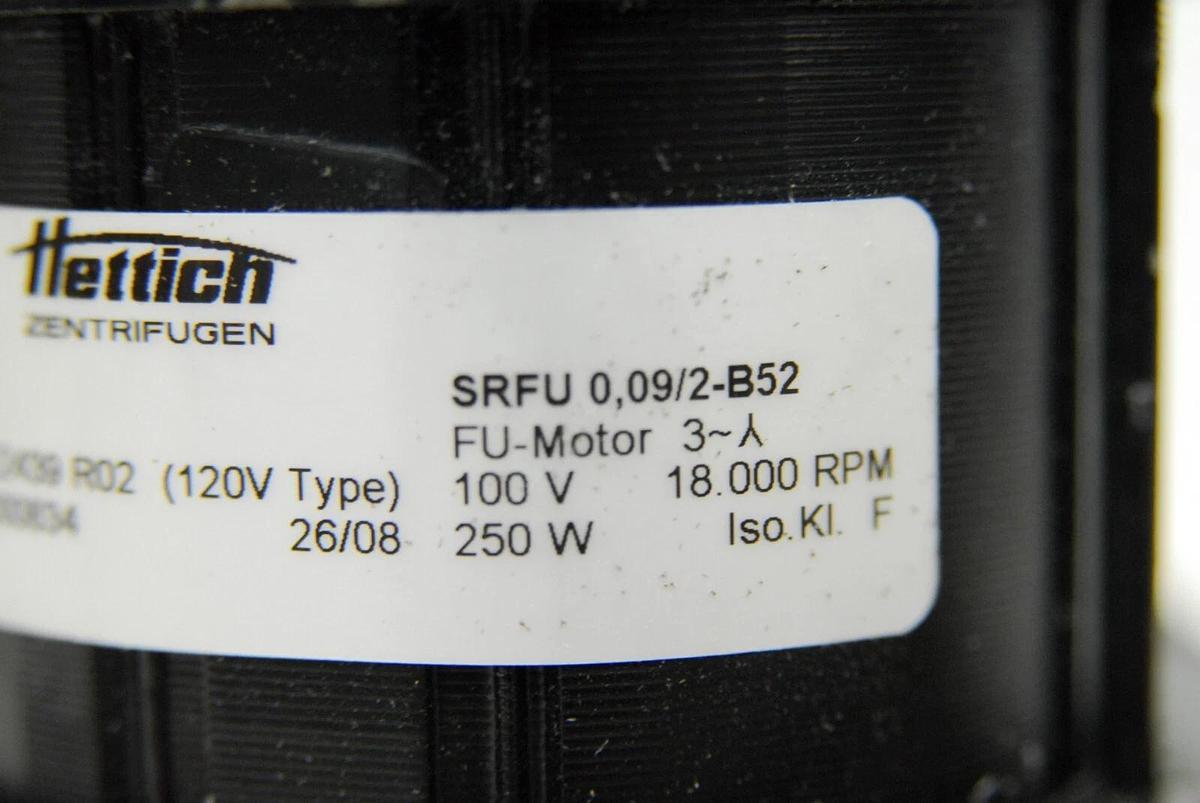 Hettich
ZENTRIFUGEN
SRFU 0,09/2-B52
FU-Motor 3~⅄
R02 (120V Type) 100 V 18.000 RPM
26/08 250 W Iso.Kl. F